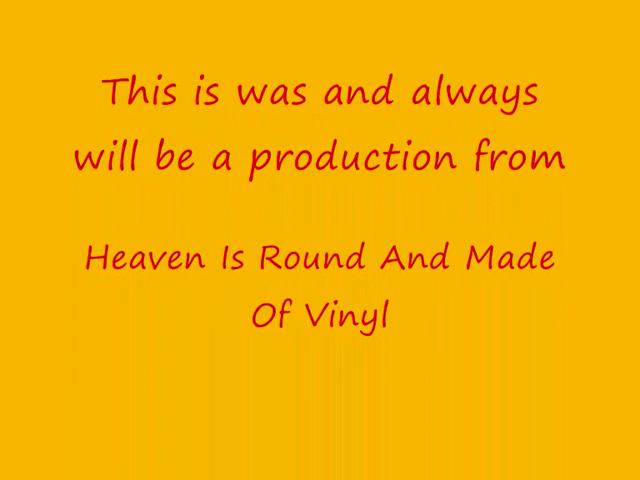 This is was and always
will be a production from
Heaven Is Round And Made
Of Vinyl